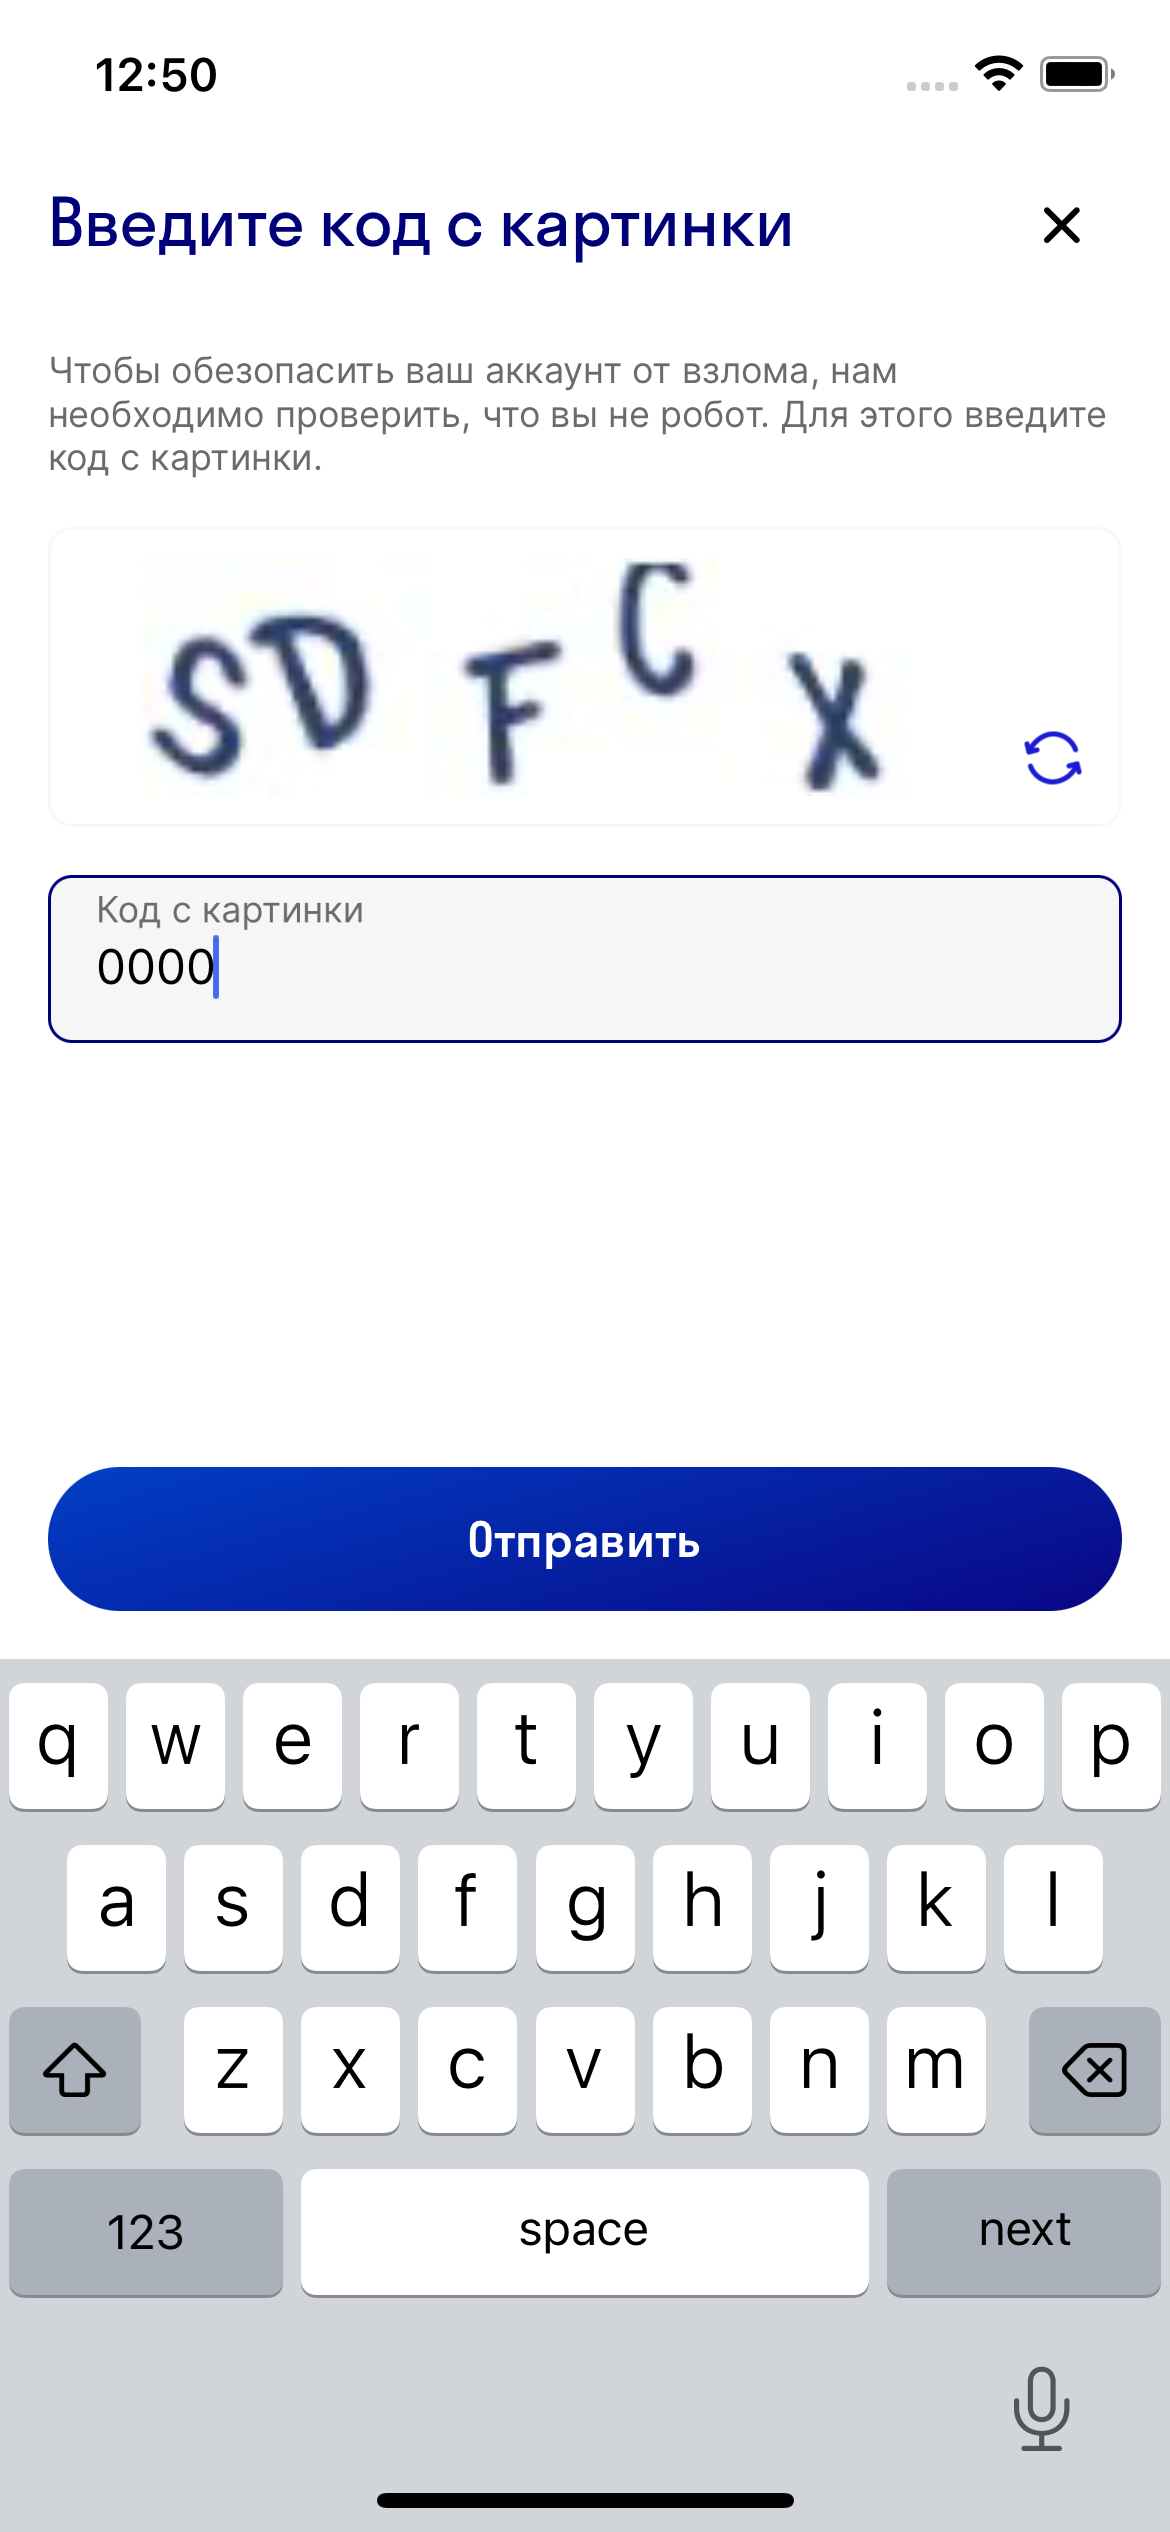 12:50
Введите код с картинки
Чтобы обезопасить ваш аккаунт от взлома, нам
необходимо проверить, что вы не робот. Для этого введите
код с картинки.
SDFCX
Код с картинки
0000
Отправить
q w e r t y u i o p
a s d f g h j k l
z x c v b n m
123 space next